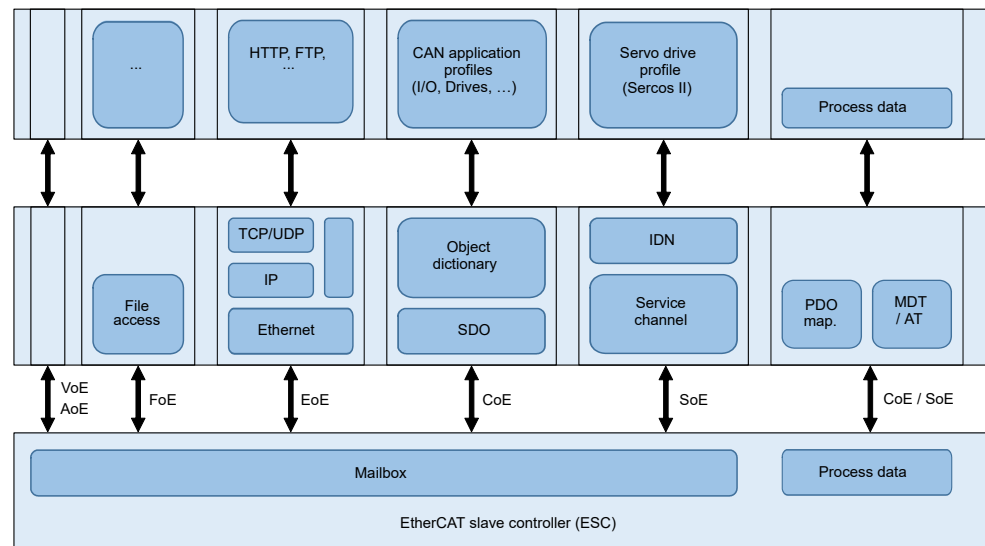 ...
HTTP, FTP,
...
CAN application
profiles
(I/O, Drives, …)
Servo drive
profile
(Sercos II)
Process data
TCP/UDP
IP
Ethernet
File
access
Object
dictionary
SDO
IDN
Service
channel
PDO
map.
MDT
/ AT
VoE
AoE
FoE
EoE
CoE
SoE
CoE / SoE
Mailbox
Process data
EtherCAT slave controller (ESC)